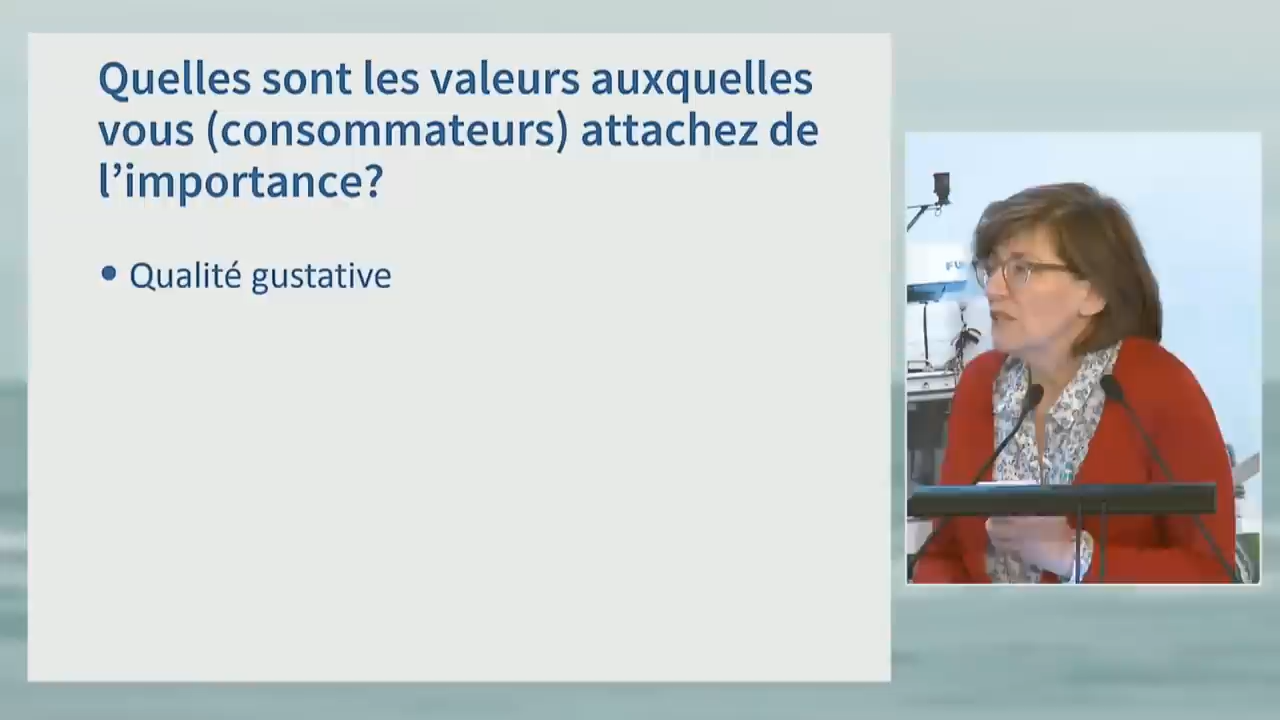 Quelles sont les valeurs auxquelles
vous (consommateurs) attachez de
l’importance?
• Qualité gustative